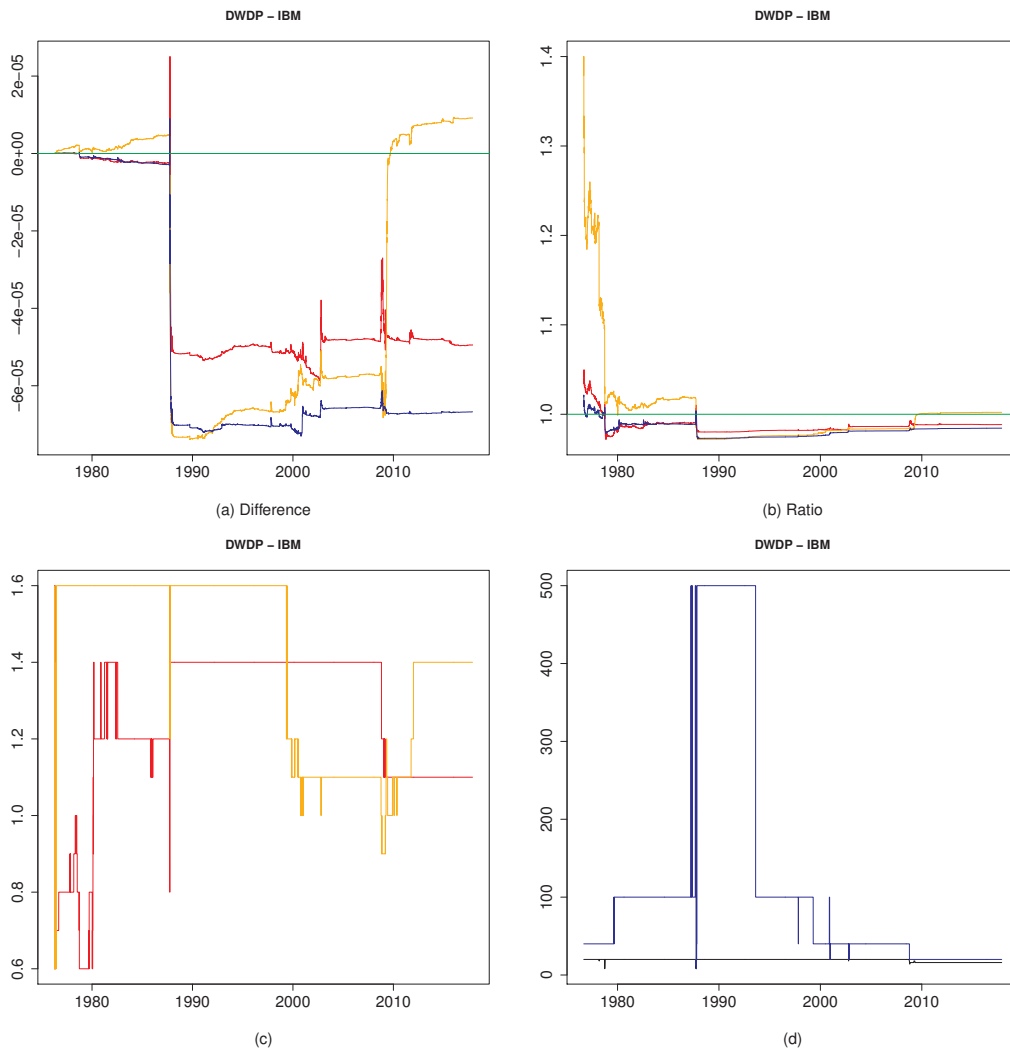 DWDP – IBM
DWDP – IBM
2e−05
0e+00
−2e−05
−4e−05
−6e−05
1980 1990 2000 2010
(a) Difference
1.4
1.3
1.2
1.1
1.0
1980 1990 2000 2010
(b) Ratio
DWDP – IBM
DWDP – IBM
1.6
1.4
1.2
1.0
0.8
0.6
1980 1990 2000 2010
(c)
500
400
300
200
100
0
1980 1990 2000 2010
(d)